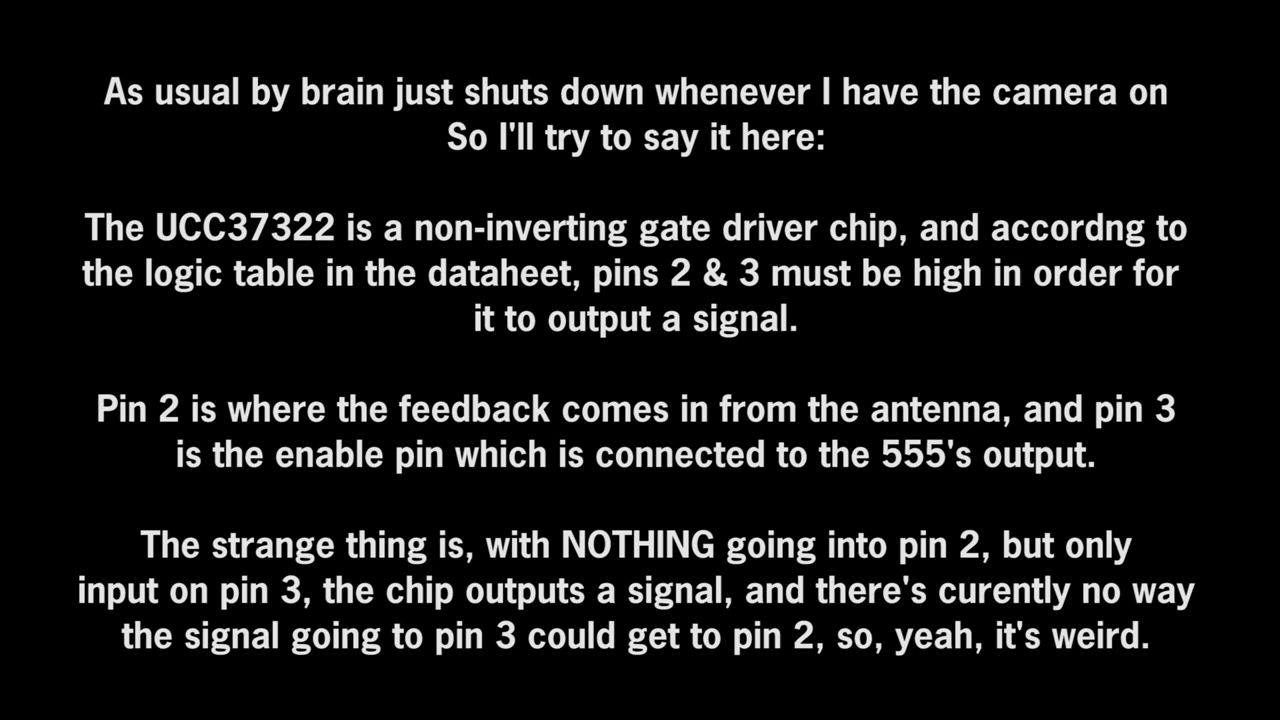 As usual by brain just shuts down whenever I have the camera on
So I'll try to say it here:
The UCC37322 is a non-inverting gate driver chip, and accordng to
the logic table in the dataheet, pins 2 & 3 must be high in order for
it to output a signal.
Pin 2 is where the feedback comes in from the antenna, and pin 3
is the enable pin which is connected to the 555's output.
The strange thing is, with NOTHING going into pin 2, but only
input on pin 3, the chip outputs a signal, and there's curently no way
the signal going to pin 3 could get to pin 2, so, yeah, it's weird.